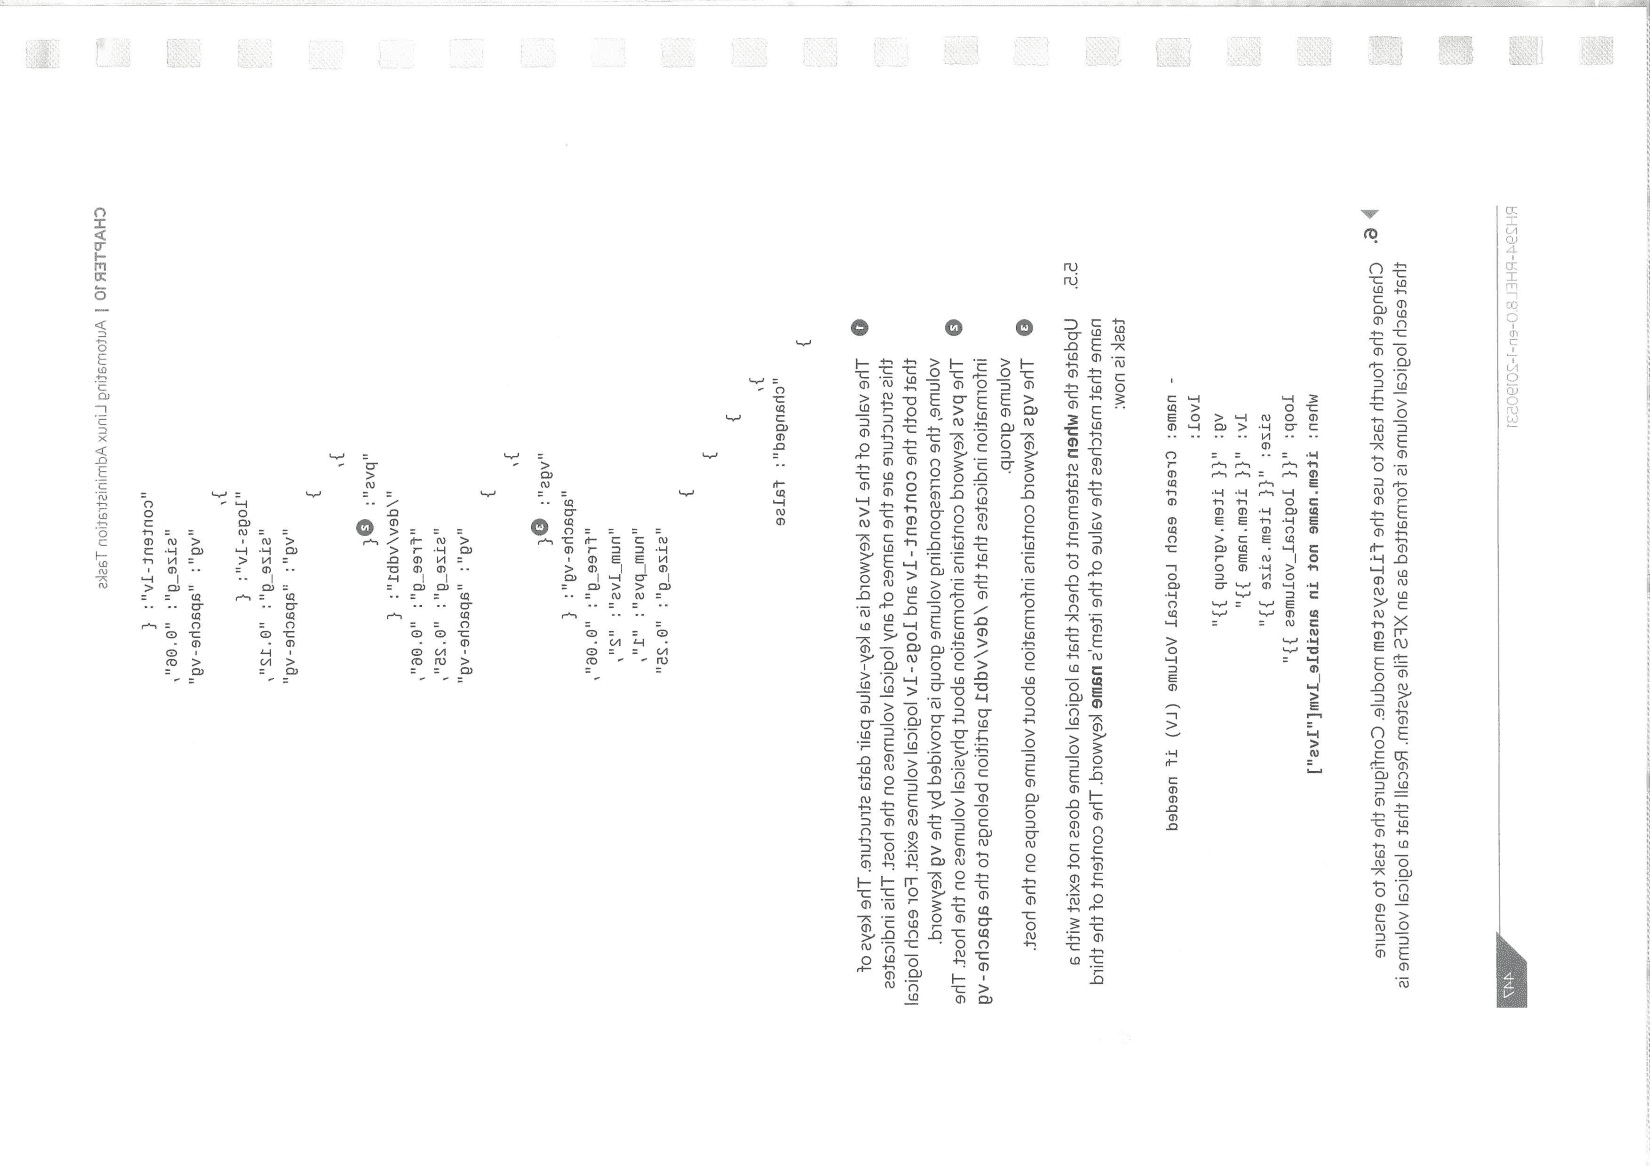 CHAPTER 10 | Automating Linux Administration Tasks
"content-lv": {
"size_g": "0.06",
"vg": "apache-vg"
},
"logs-lv": {
"size_g": "0.12",
"vg": "apache-vg"
}
},
"pvs": { 2
"/dev/vdb1": {
"free_g": "0.06",
"size_g": "0.25",
"vg": "apache-vg"
}
},
"vgs": { 3
"apache-vg": {
"free_g": "0.06",
"num_lvs": "2",
"num_pvs": "1",
"size_g": "0.25"
}
}
}
},
"changed": false
}
1 The value of the lvs keyword is a key-value pair data structure. The keys of
this structure are the names of any logical volumes on the host. This indicates
that both the content-lv and logs-lv logical volumes exist. For each logical
volume, the corresponding volume group is provided by the vg keyword.
2 The pvs keyword contains information about physical volumes on the host. The
information indicates that the /dev/vdb1 partition belongs to the apache-vg
volume group.
3 The vgs keyword contains information about volume groups on the host.
5.5. Update the when statement to check that a logical volume does not exist with a
name that matches the value of the item's name keyword. The content of the third
task is now:
- name: Create each logical volume (LV) if needed
lvol:
vg: "{{ item.vgroup }}"
lv: "{{ item.name }}"
size: "{{ item.size }}"
loop: "{{ logical_volumes }}"
when: item.name not in ansible_lvm["lvs"]
6. Change the fourth task to use the filesystem module. Configure the task to ensure
that each logical volume is formatted as an XFS file system. Recall that a logical volume is
RH294-RHEL8.0-en-1-20190531
447